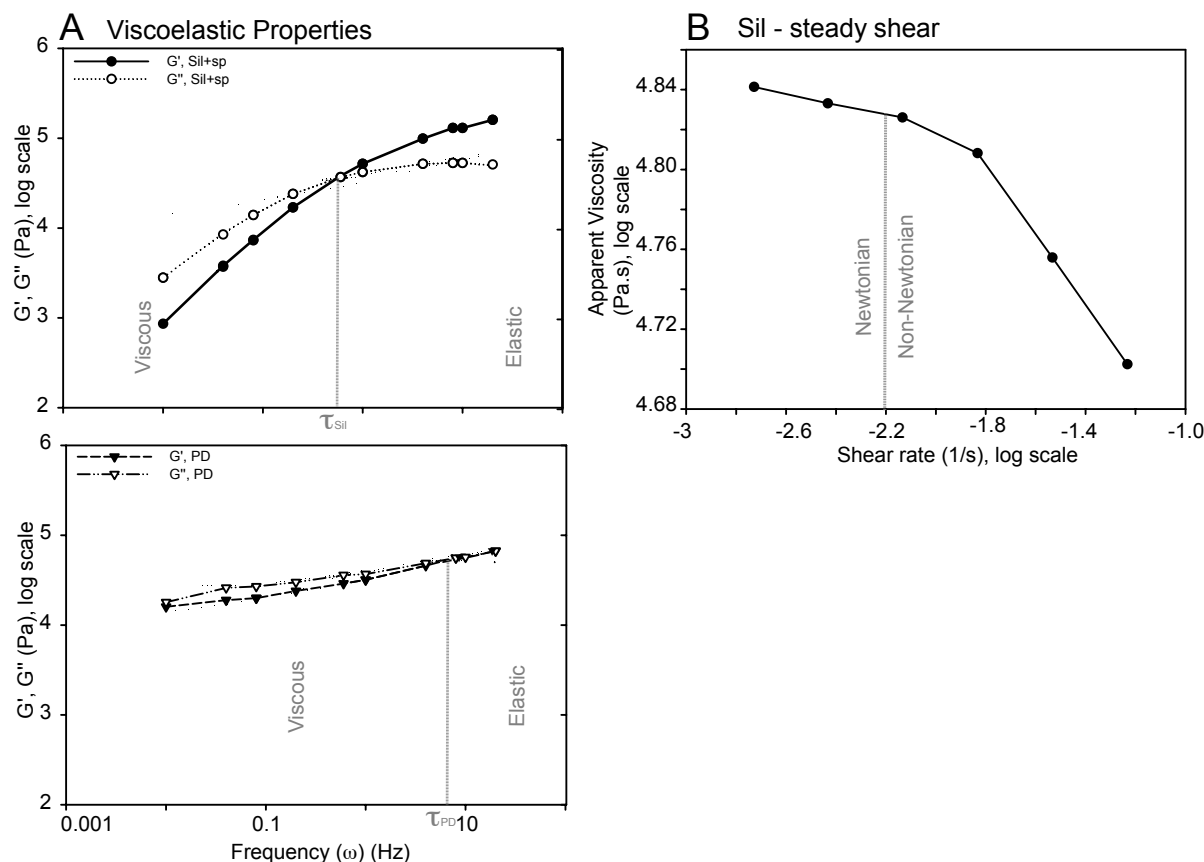 A Viscoelastic Properties
6
G', Sil+sp
G", Sil+sp
5
4
3
2
G', G" (Pa), log scale
Viscous
Elastic
τSil
6
G', PD
G", PD
5
4
3
2
G', G" (Pa), log scale
Viscous
Elastic
0.001 0.1 τPD 10
Frequency (ω) (Hz)
B Sil - steady shear
4.84
4.80
4.76
4.72
4.68
Apparent Viscosity
(Pa.s), log scale
Newtonian
Non-Newtonian
-3 -2.6 -2.2 -1.8 -1.4 -1.0
Shear rate (1/s), log scale